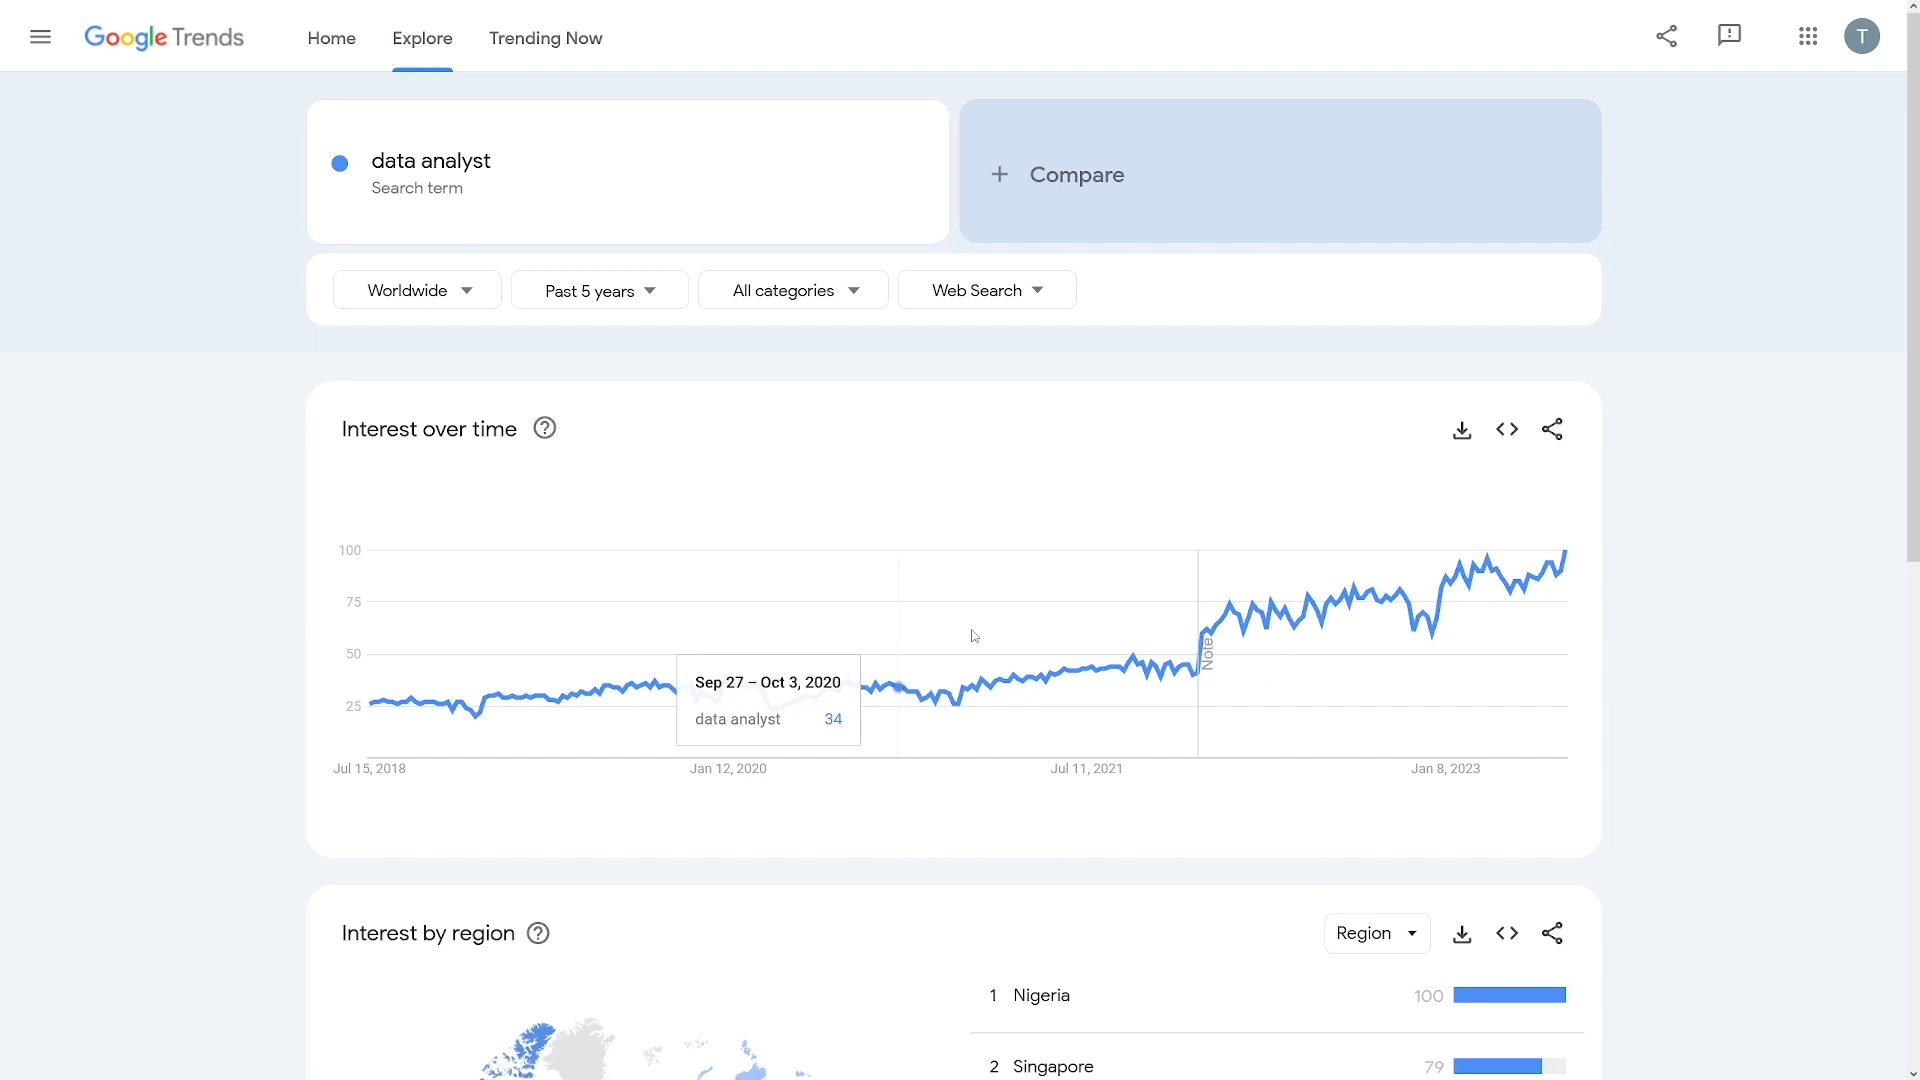 Google Trends
Home
Explore
Trending Now
T
data analyst
Search term
+ Compare
Worldwide
Past 5 years
All categories
Web Search
Interest over time
100
75
50
25
Note
Sep 27 – Oct 3, 2020
data analyst 34
Jul 15, 2018
Jan 12, 2020
Jul 11, 2021
Jan 8, 2023
Interest by region
Region
1 Nigeria 100
2 Singapore 79